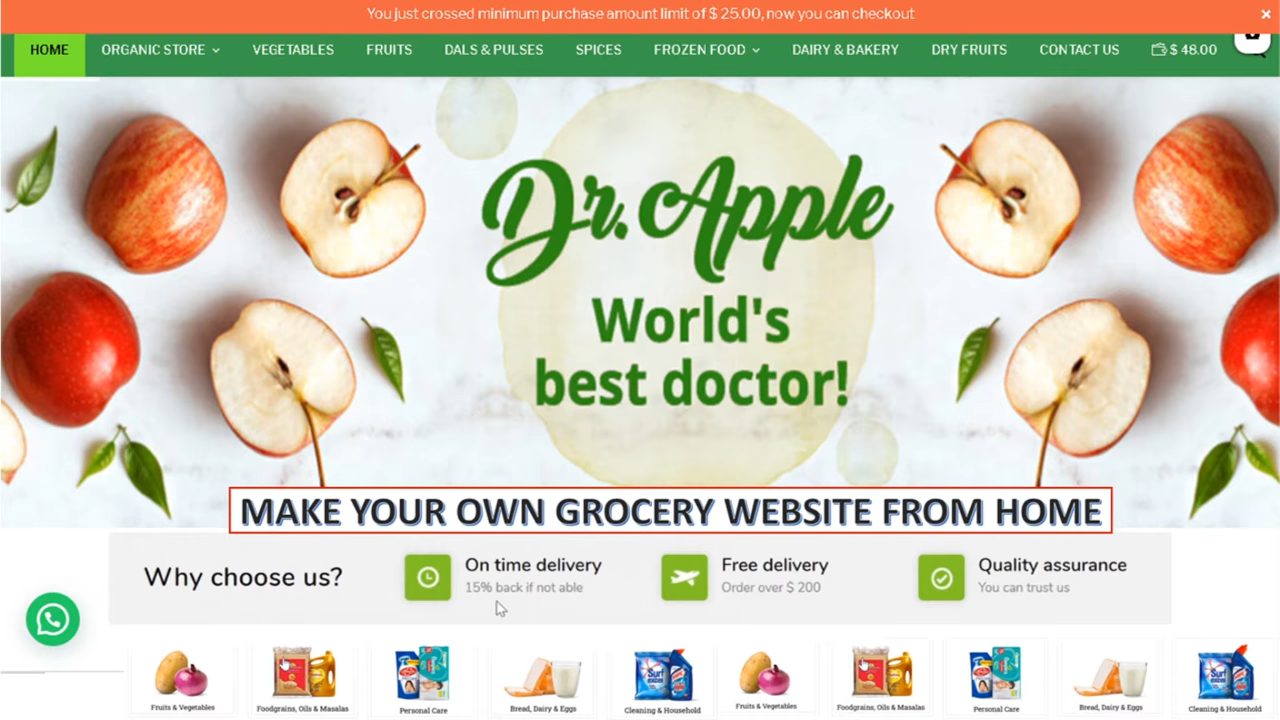 You just crossed minimum purchase amount limit of $ 25.00, now you can checkout ×
HOME ORGANIC STORE VEGETABLES FRUITS DALS & PULSES SPICES FROZEN FOOD DAIRY & BAKERY DRY FRUITS CONTACT US $ 48.00
Dr. Apple
World's
best doctor!
MAKE YOUR OWN GROCERY WEBSITE FROM HOME
Why choose us?
On time delivery
15% back if not able
Free delivery
Order over $ 200
Quality assurance
You can trust us
Surf excel
Surf excel
Fruits & Vegetables
Foodgrains, Oils & Masalas
Personal Care
Bread, Dairy & Eggs
Cleaning & Household
Fruits & Vegetables
Foodgrains, Oils & Masalas
Personal Care
Bread, Dairy & Eggs
Cleaning & Household